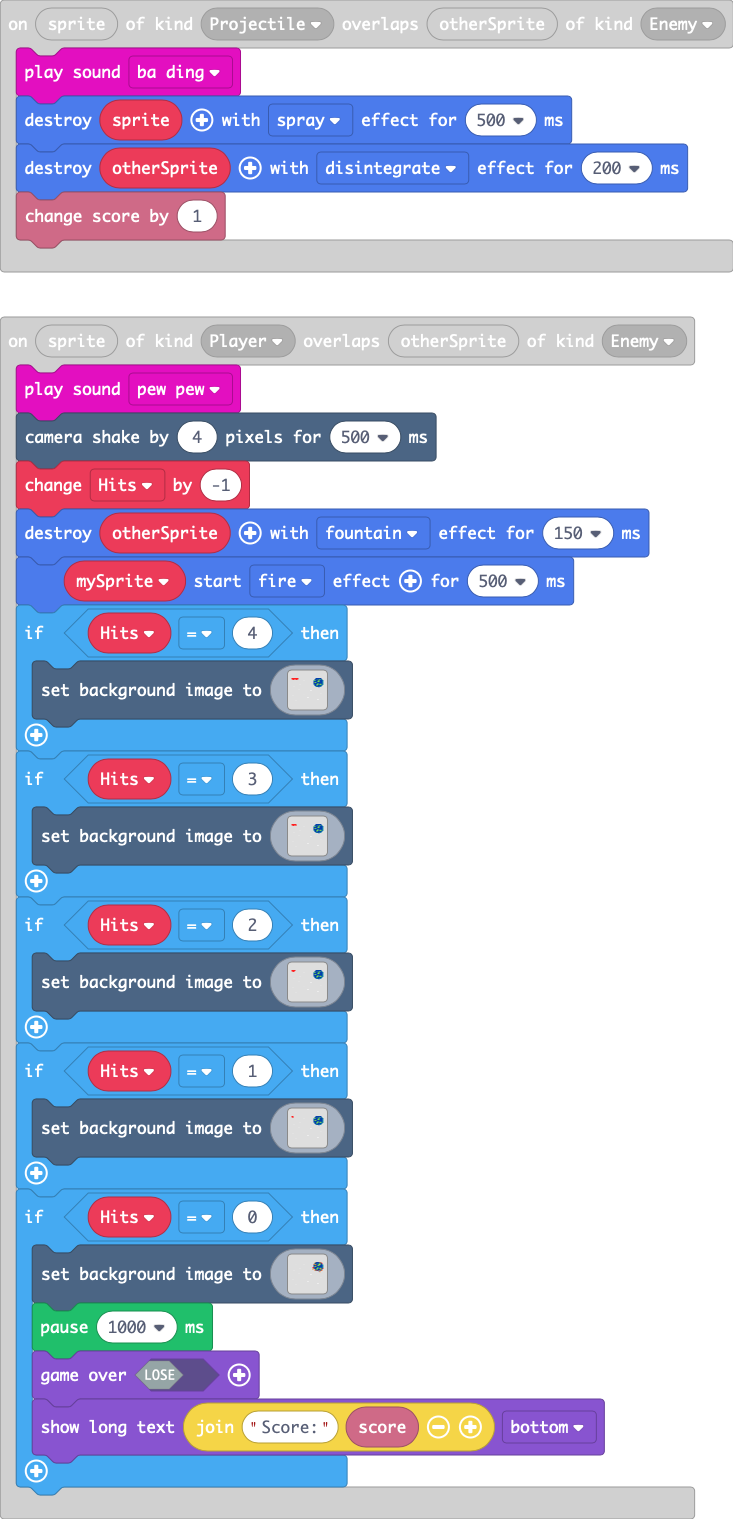 on sprite of kind Projectile overlaps otherSprite of kind Enemy
play sound ba ding
destroy sprite with spray effect for 500 ms
destroy otherSprite with disintegrate effect for 200 ms
change score by 1
on sprite of kind Player overlaps otherSprite of kind Enemy
play sound pew pew
camera shake by 4 pixels for 500 ms
change Hits by -1
destroy otherSprite with fountain effect for 150 ms
mySprite start fire effect for 500 ms
if Hits = 4 then
set background image to
if Hits = 3 then
set background image to
if Hits = 2 then
set background image to
if Hits = 1 then
set background image to
if Hits = 0 then
set background image to
pause 1000 ms
game over LOSE
show long text join "Score:" score bottom